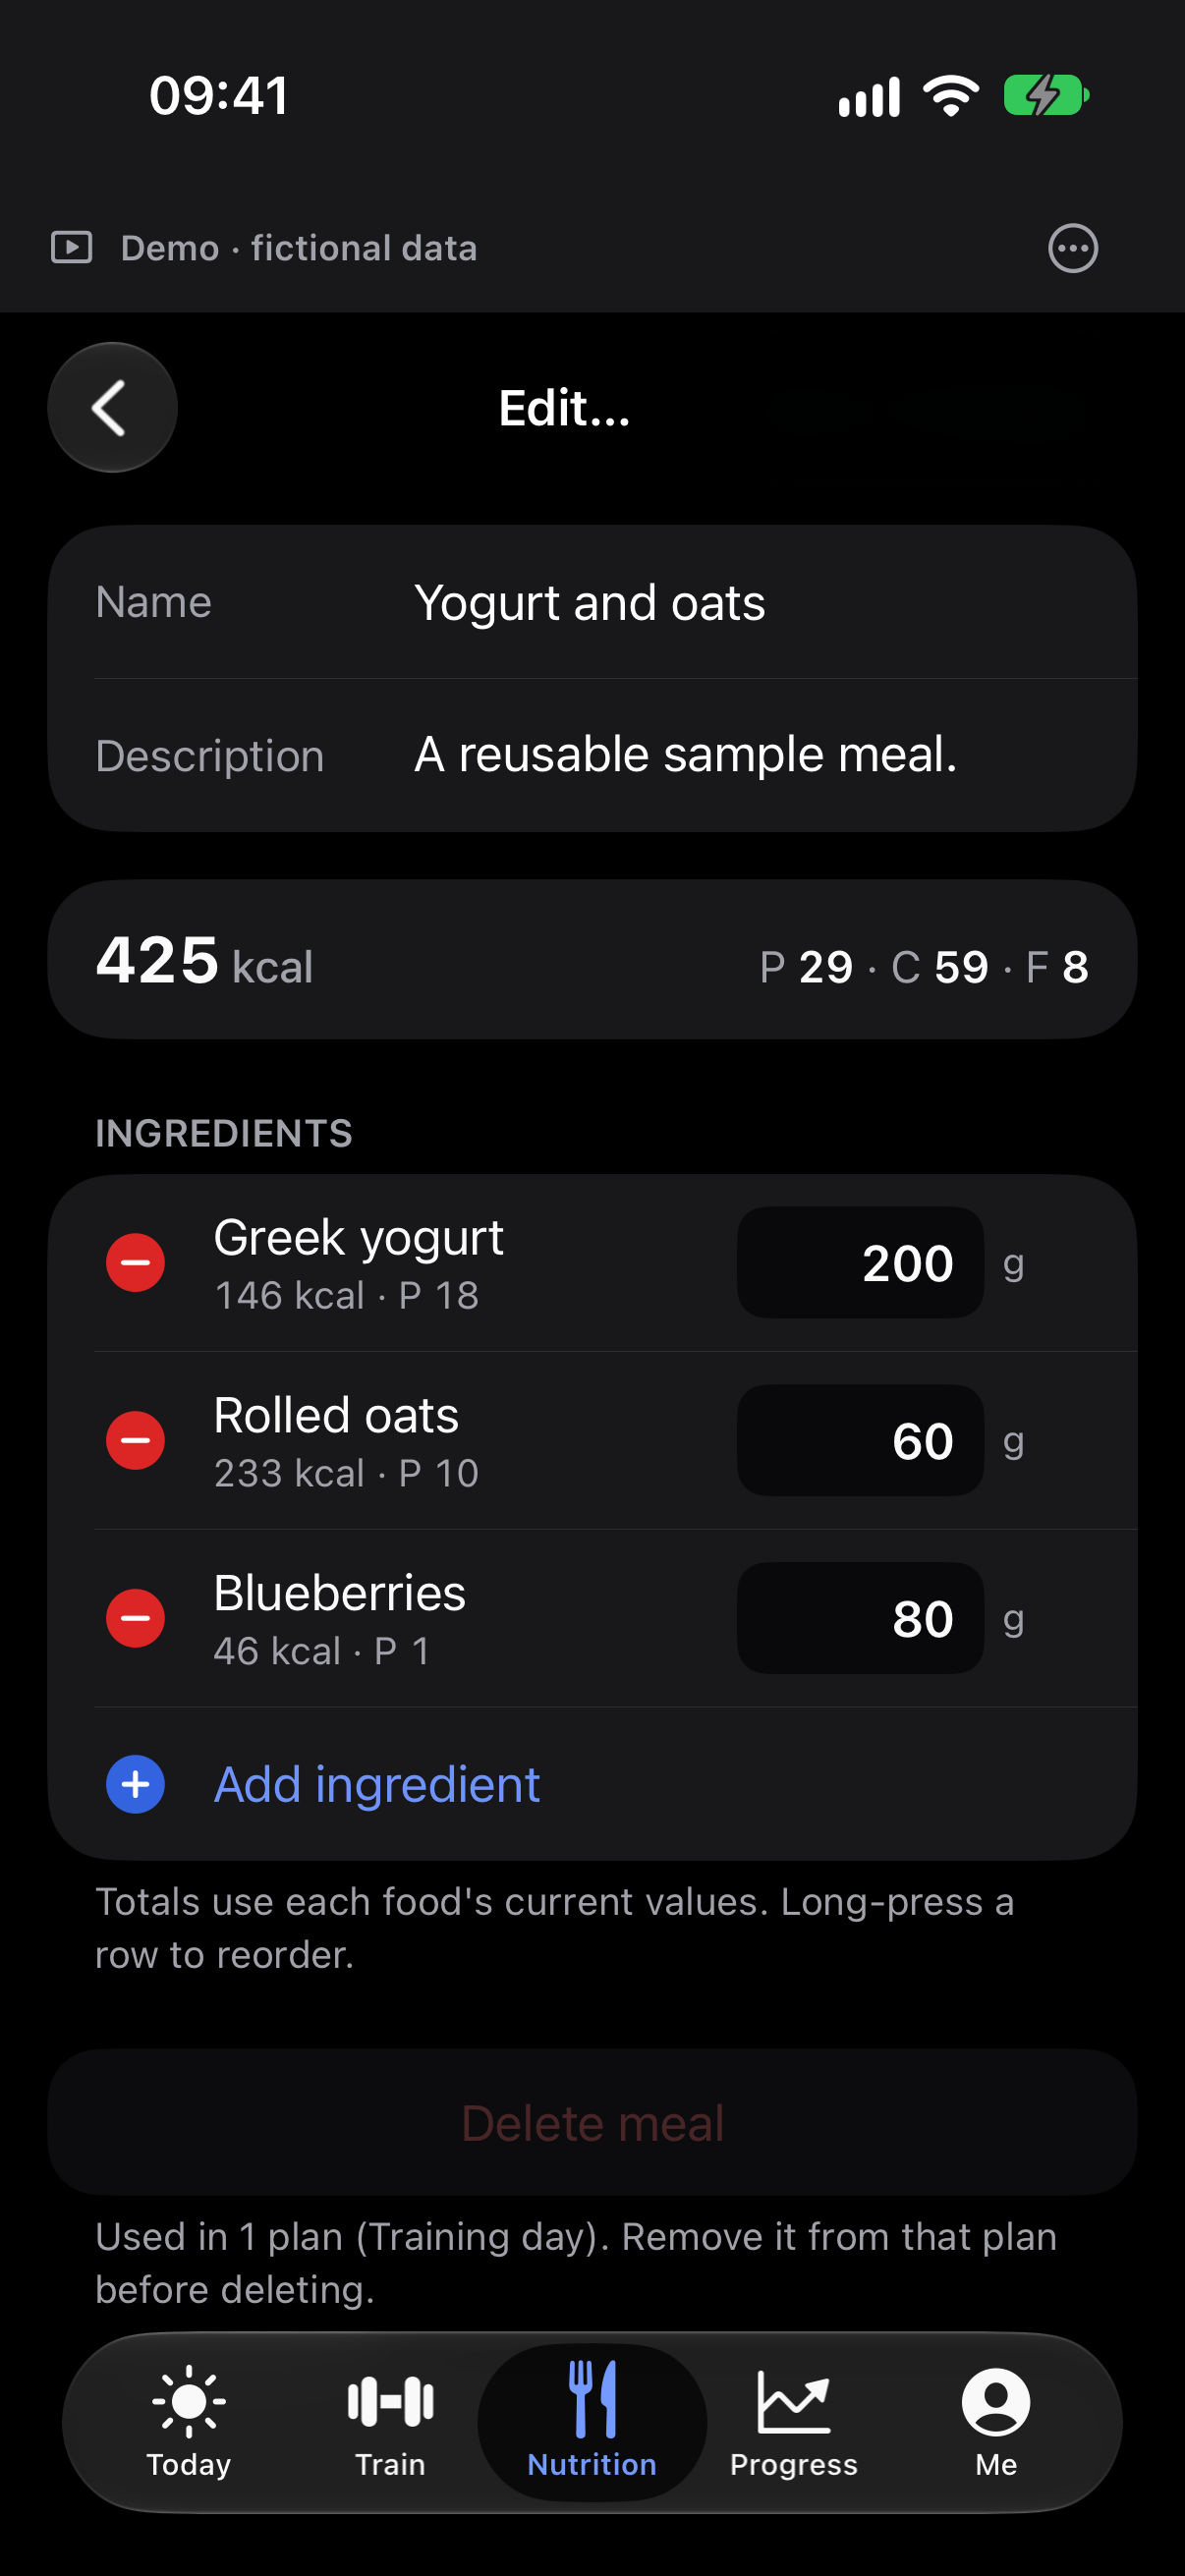 09:41
Demo · fictional data
Edit...
Name
Yogurt and oats
Description
A reusable sample meal.
425 kcal
P 29 · C 59 · F 8
INGREDIENTS
Greek yogurt
146 kcal · P 18
200 g
Rolled oats
233 kcal · P 10
60 g
Blueberries
46 kcal · P 1
80 g
Add ingredient
Totals use each food's current values. Long-press a
row to reorder.
Delete meal
Used in 1 plan (Training day). Remove it from that plan
before deleting.
Today
Train
Nutrition
Progress
Me